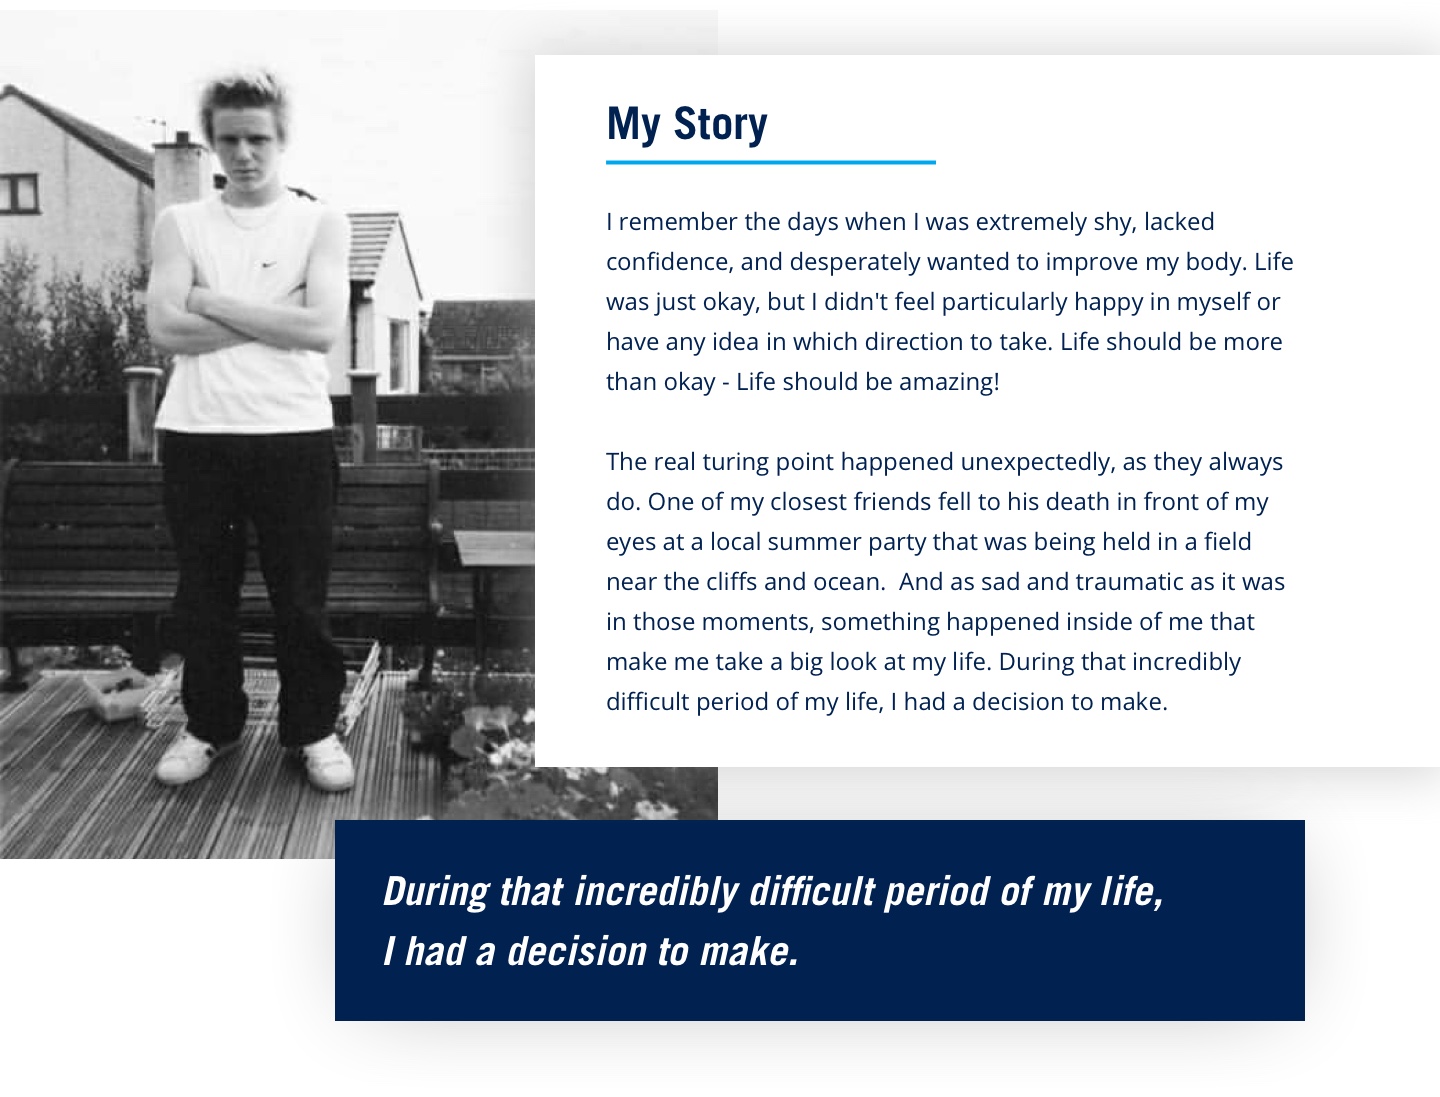 My Story
I remember the days when I was extremely shy, lacked
confidence, and desperately wanted to improve my body. Life
was just okay, but I didn't feel particularly happy in myself or
have any idea in which direction to take. Life should be more
than okay - Life should be amazing!
The real turing point happened unexpectedly, as they always
do. One of my closest friends fell to his death in front of my
eyes at a local summer party that was being held in a field
near the cliffs and ocean.  And as sad and traumatic as it was
in those moments, something happened inside of me that
make me take a big look at my life. During that incredibly
difficult period of my life, I had a decision to make.
During that incredibly difficult period of my life,
I had a decision to make.